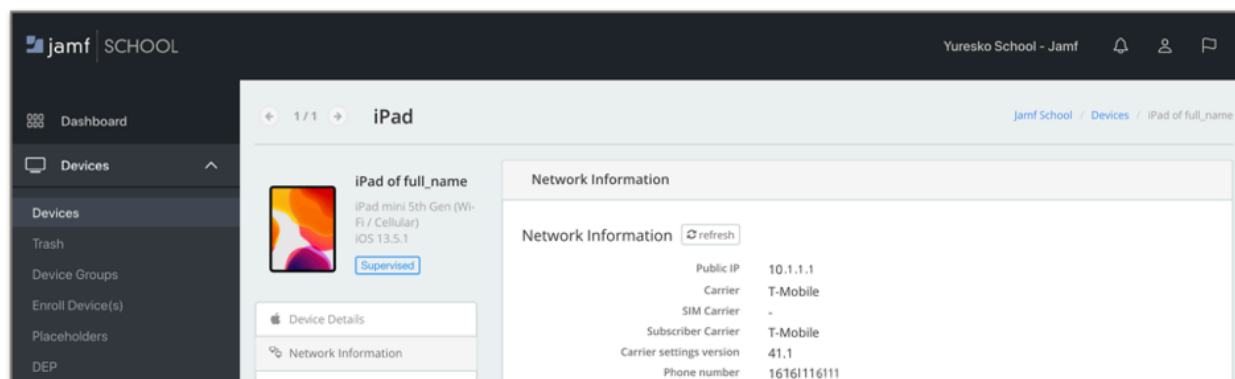 jamf SCHOOL
Yuresko School - Jamf
Dashboard
Devices
Devices
Trash
Device Groups
Enroll Device(s)
Placeholders
DEP
1/1 iPad
Jamf School / Devices / iPad of full_name
iPad of full_name
iPad mini 5th Gen (Wi-
Fi / Cellular)
iOS 13.5.1
Supervised
Device Details
Network Information
Network Information
Network Information refresh
Public IP 10.1.1.1
Carrier T-Mobile
SIM Carrier -
Subscriber Carrier T-Mobile
Carrier settings version 41.1
Phone number